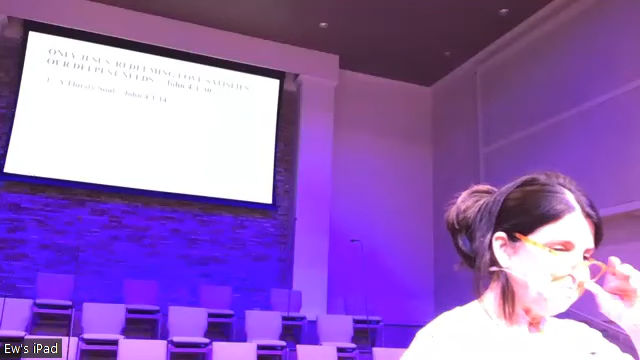 ONLY JESUS' REDEEMING LOVE SATISFIES
OUR DEEPEST NEEDS John 4:1-30
1. A Thirsty Soul John 4:1-14
Ew's iPad